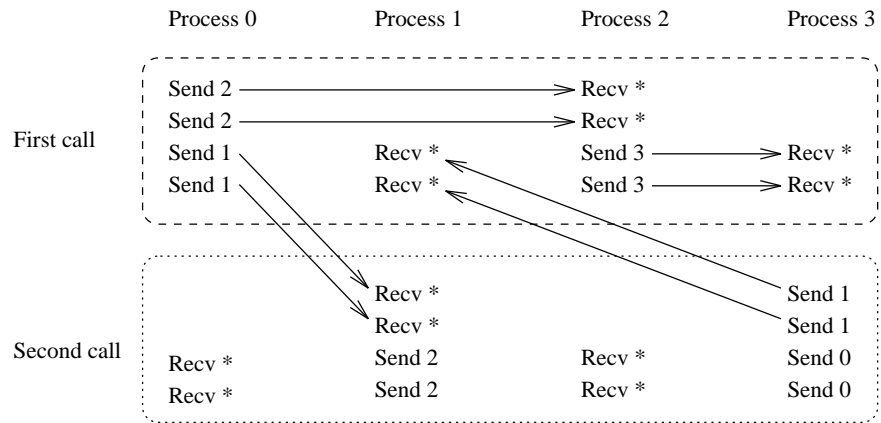 Process 0 Process 1 Process 2 Process 3
Send 2 Recv *
Send 2 Recv *
First call
Send 1 Recv * Send 3 Recv *
Send 1 Recv * Send 3 Recv *
Recv * Send 1
Recv * Send 1
Second call
Recv * Send 2 Recv * Send 0
Recv * Send 2 Recv * Send 0